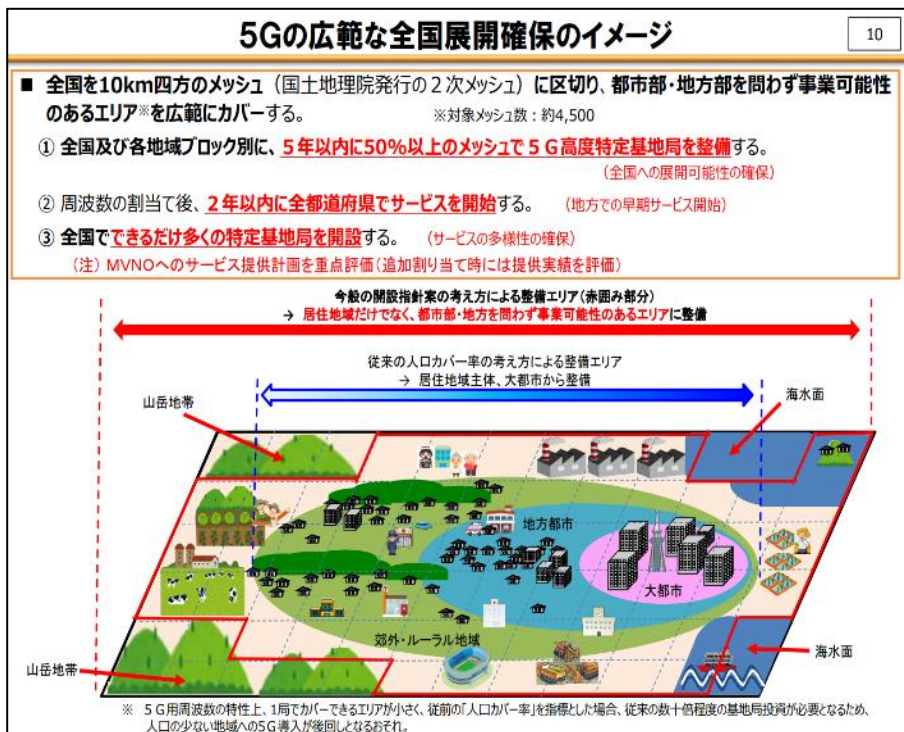 5Gの広範な全国展開確保のイメージ
10
■ 全国を10km四方のメッシュ(国土地理院発行の2次メッシュ)に区切り、都市部・地方部を問わず事業可能性
のあるエリア※を広範にカバーする。 ※対象メッシュ数:約4,500
① 全国及び各地域ブロック別に、5年以内に50%以上のメッシュで5G高度特定基地局を整備する。
(全国への展開可能性の確保)
② 周波数の割当て後、2年以内に全都道府県でサービスを開始する。 (地方での早期サービス開始)
③ 全国でできるだけ多くの特定基地局を開設する。 (サービスの多様性の確保)
(注) MVNOへのサービス提供計画を重点評価(追加割り当て時には提供実績を評価)
今般の開設指針案の考え方による整備エリア(赤囲み部分)
→ 居住地域だけでなく、都市部・地方を問わず事業可能性のあるエリアに整備
従来の人口カバー率の考え方による整備エリア
→ 居住地域主体、大都市から整備
山岳地帯
海水面
地方都市
大都市
郊外・ルーラル地域
山岳地帯
海水面
※ 5G用周波数の特性上、1局でカバーできるエリアが小さく、従前の「人口カバー率」を指標とした場合、従来の数十倍程度の基地局投資が必要となるため、
人口の少ない地域への5G導入が後回しとなるおそれ。